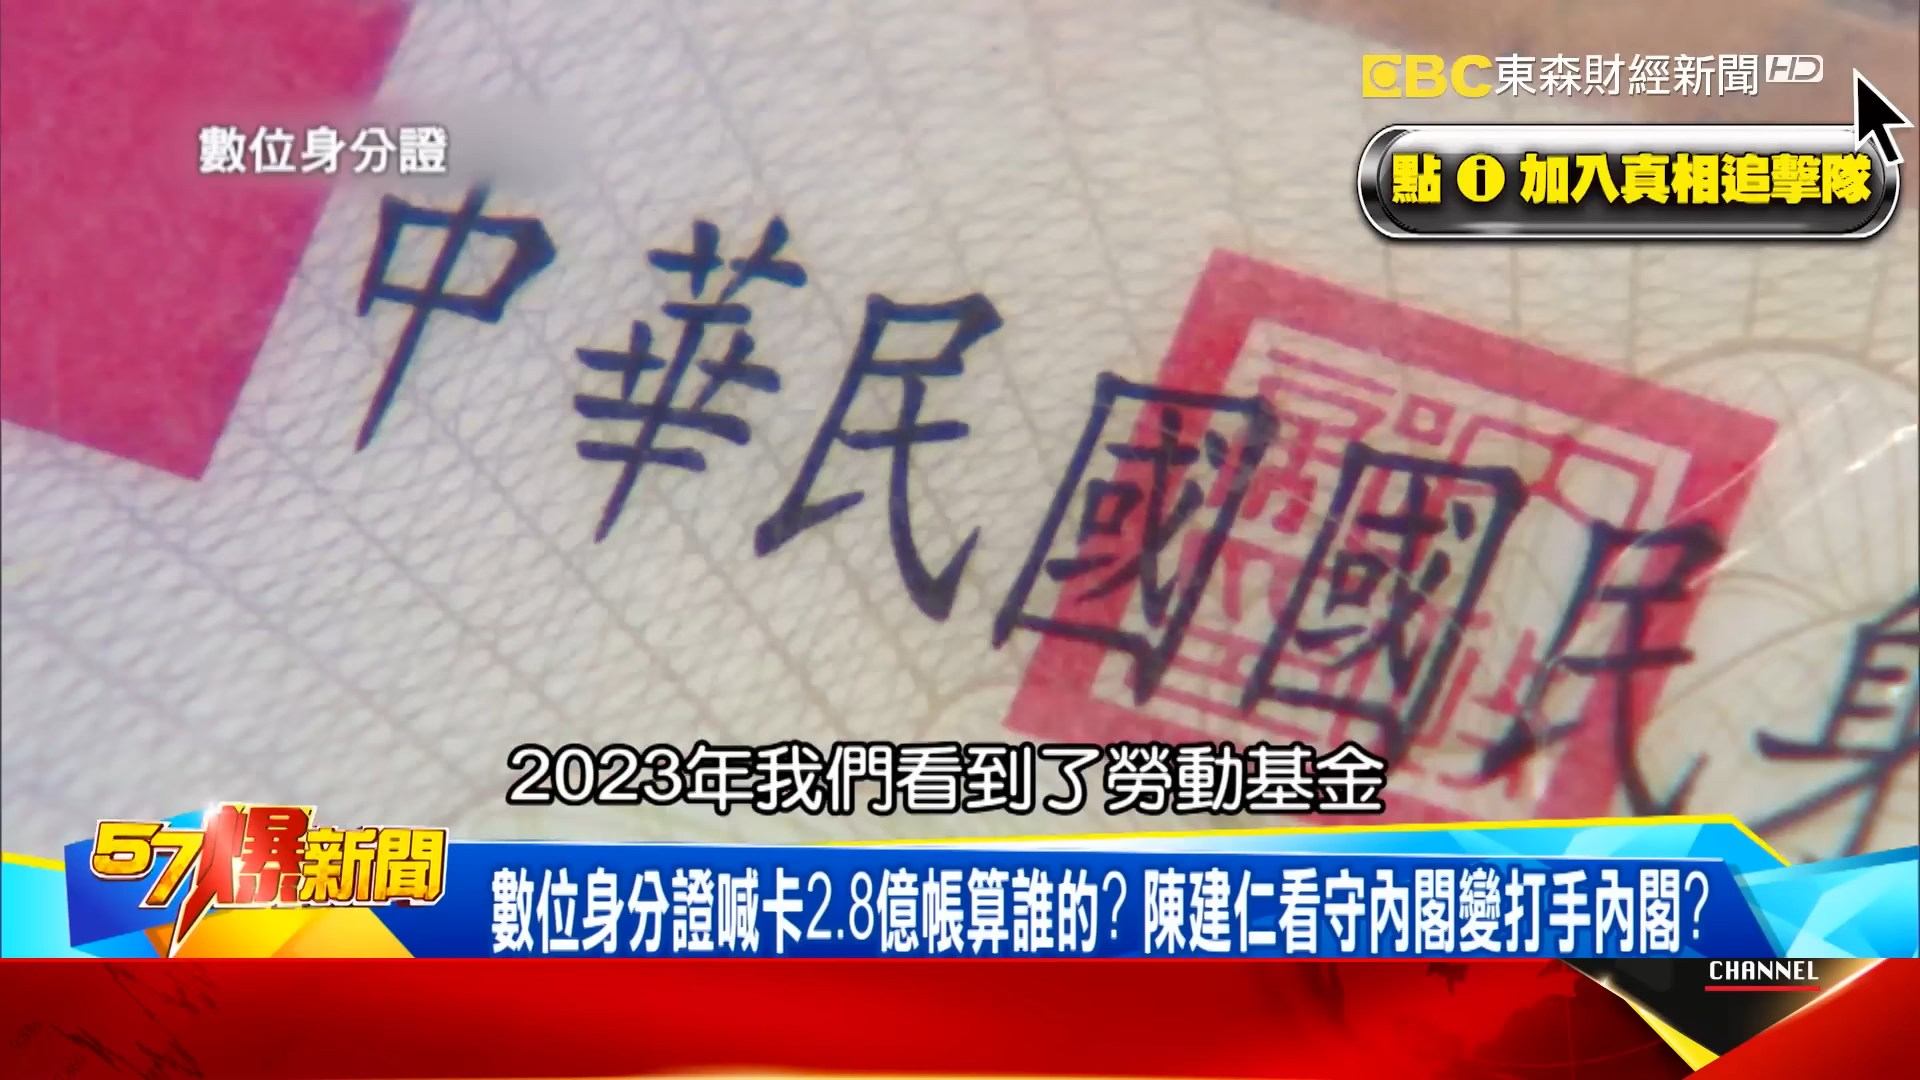 EBC東森財經新聞HD
數位身分證
點 i 加入真相追擊隊
中華民國國民身
2023年我們看到了勞動基金
57爆新聞
數位身分證喊卡2.8億帳算誰的? 陳建仁看守內閣變打手內閣?
CHANNEL